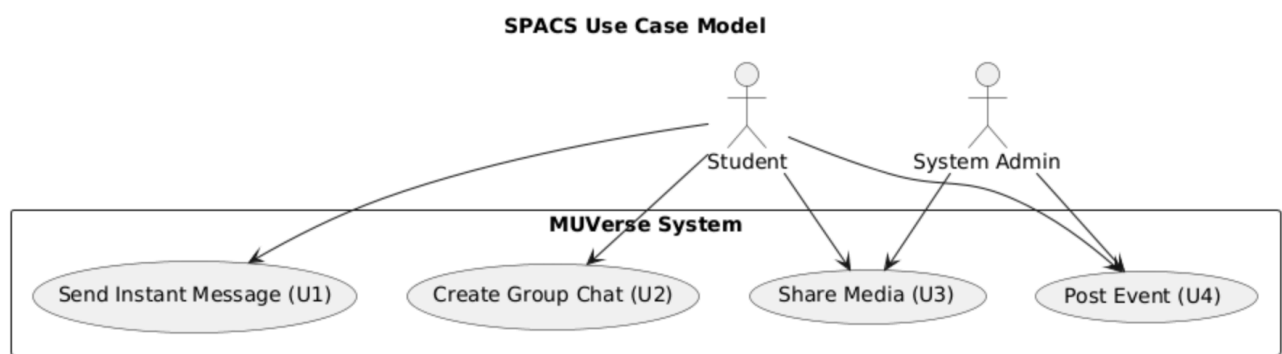 SPACS Use Case Model
Student
System Admin
MUVerse System
Send Instant Message (U1)
Create Group Chat (U2)
Share Media (U3)
Post Event (U4)